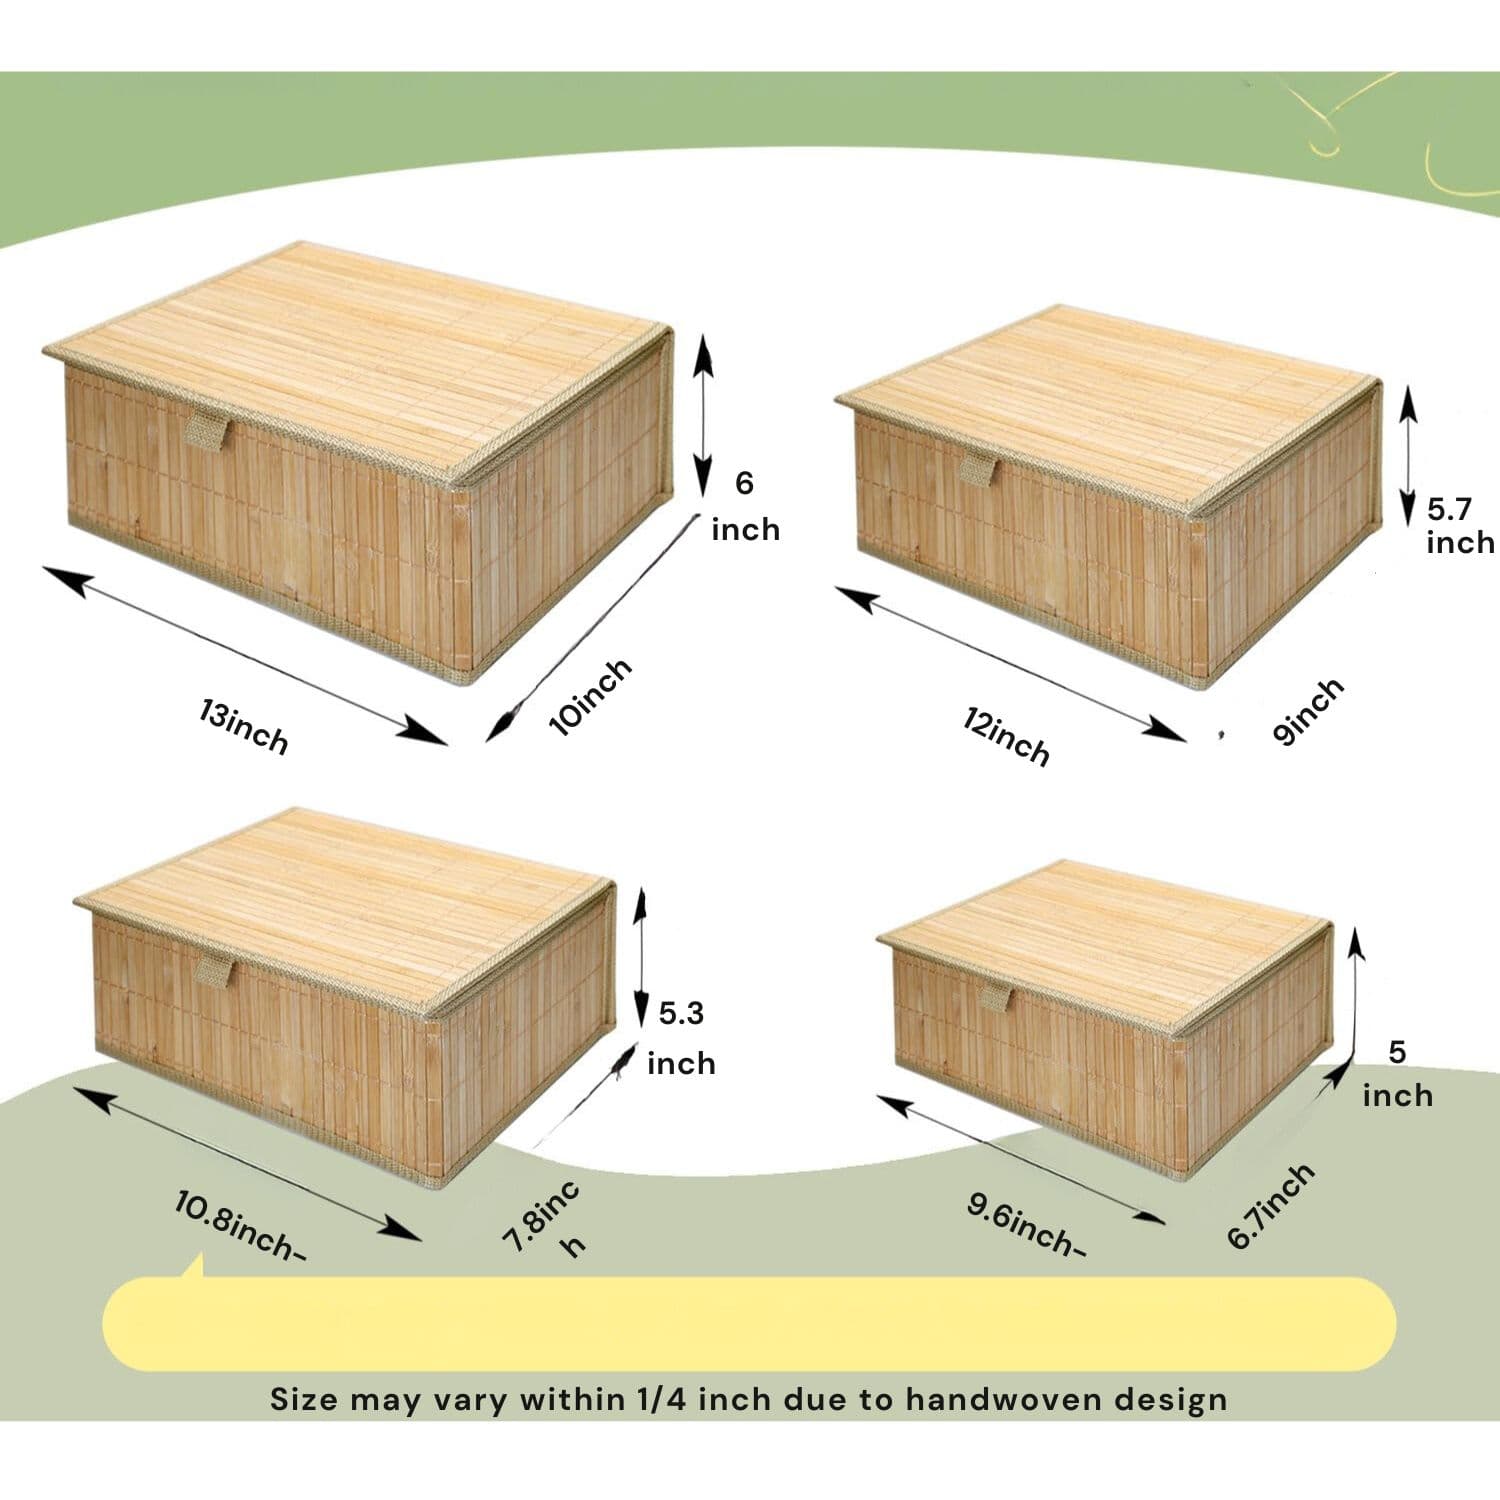 6
inch
5.7
inch
13inch
10inch
12inch
9inch
5.3
inch
5
inch
10.8inch-
7.8inc
h
9.6inch-
6.7inch
Size may vary within 1/4 inch due to handwoven design